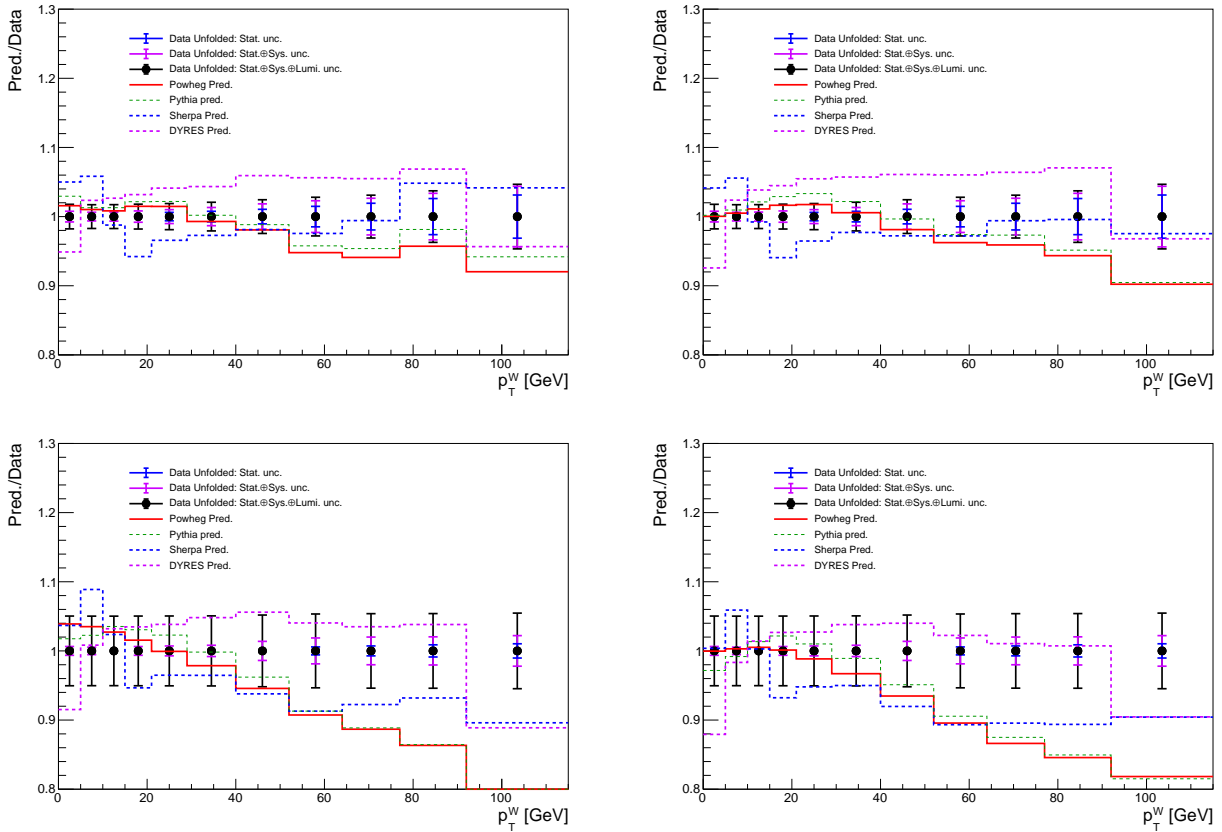 Pred./Data
1.3
1.2
1.1
1
0.9
0.8
Data Unfolded: Stat. unc.
Data Unfolded: Stat.⊕Sys. unc.
Data Unfolded: Stat.⊕Sys.⊕Lumi. unc.
Powheg Pred.
Pythia pred.
Sherpa Pred.
DYRES Pred.
0 20 40 60 80 100
p_T^W [GeV]
Pred./Data
1.3
1.2
1.1
1
0.9
0.8
Data Unfolded: Stat. unc.
Data Unfolded: Stat.⊕Sys. unc.
Data Unfolded: Stat.⊕Sys.⊕Lumi. unc.
Powheg Pred.
Pythia pred.
Sherpa Pred.
DYRES Pred.
0 20 40 60 80 100
p_T^W [GeV]
Pred./Data
1.3
1.2
1.1
1
0.9
0.8
Data Unfolded: Stat. unc.
Data Unfolded: Stat.⊕Sys. unc.
Data Unfolded: Stat.⊕Sys.⊕Lumi. unc.
Powheg Pred.
Pythia pred.
Sherpa Pred.
DYRES Pred.
0 20 40 60 80 100
p_T^W [GeV]
Pred./Data
1.3
1.2
1.1
1
0.9
0.8
Data Unfolded: Stat. unc.
Data Unfolded: Stat.⊕Sys. unc.
Data Unfolded: Stat.⊕Sys.⊕Lumi. unc.
Powheg Pred.
Pythia pred.
Sherpa Pred.
DYRES Pred.
0 20 40 60 80 100
p_T^W [GeV]